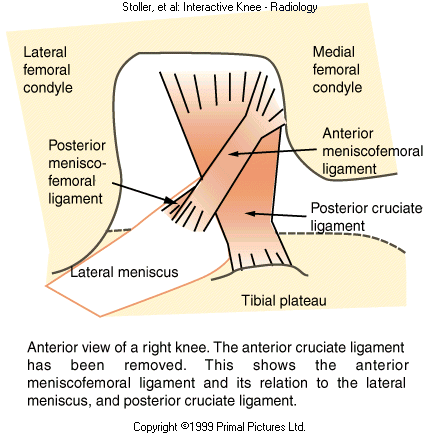 Stoller, et al: Interactive Knee - Radiology
Lateral
femoral
condyle
Medial
femoral
condyle
Posterior
menisco-
femoral
ligament
Anterior
meniscofemoral
ligament
Posterior cruciate
ligament
Lateral meniscus
Tibial plateau
Anterior view of a right knee. The anterior cruciate ligament
has been removed. This shows the anterior
meniscofemoral ligament and its relation to the lateral
meniscus, and posterior cruciate ligament.
Copyright ©1999 Primal Pictures Ltd.